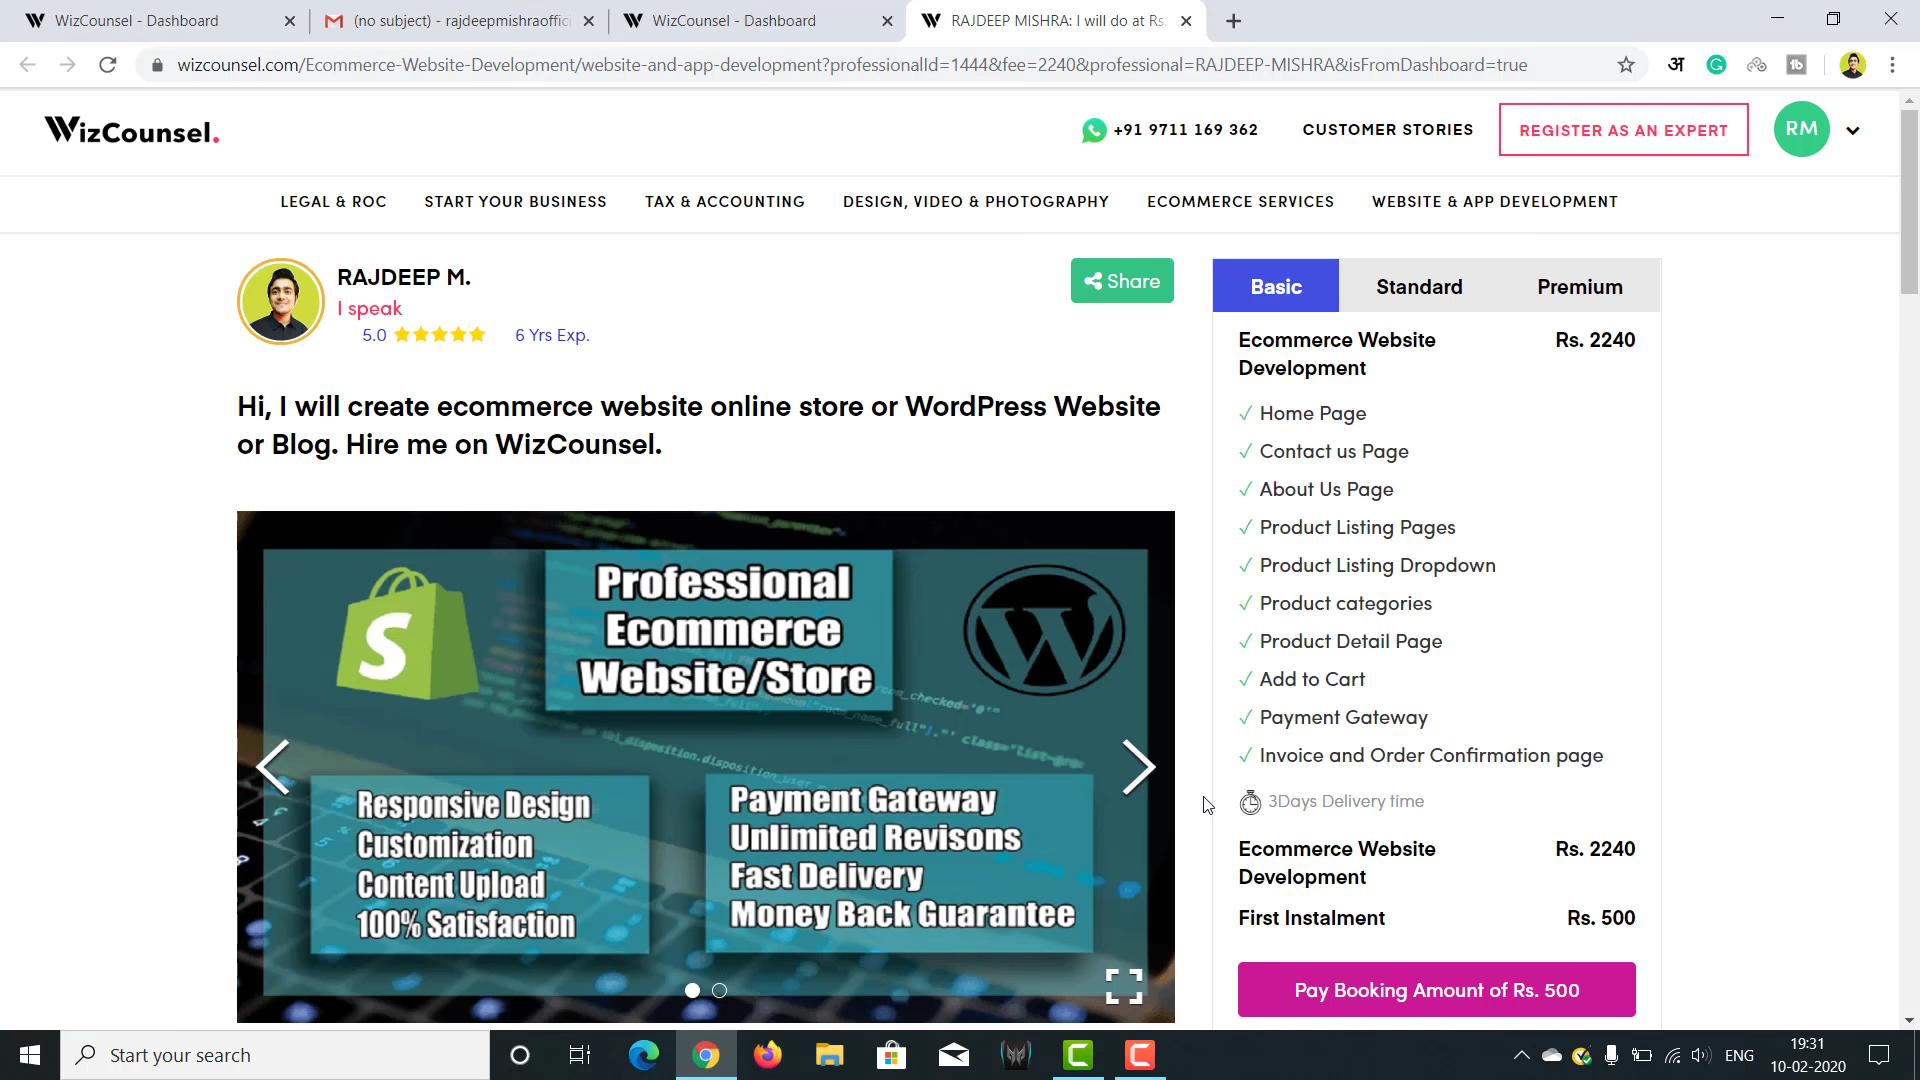 WizCounsel - Dashboard
(no subject) - rajdeepmishraoffici
WizCounsel - Dashboard
RAJDEEP MISHRA: I will do at Rs.
wizcounsel.com/Ecommerce-Website-Development/website-and-app-development?professionalId=1444&fee=2240&professional=RAJDEEP-MISHRA&isFromDashboard=true
अ
WizCounsel.
+91 9711 169 362
CUSTOMER STORIES
REGISTER AS AN EXPERT
RM
LEGAL & ROC
START YOUR BUSINESS
TAX & ACCOUNTING
DESIGN, VIDEO & PHOTOGRAPHY
ECOMMERCE SERVICES
WEBSITE & APP DEVELOPMENT
RAJDEEP M.
I speak
5.0
6 Yrs Exp.
Share
Hi, I will create ecommerce website online store or WordPress Website
or Blog. Hire me on WizCounsel.
Professional
Ecommerce
Website/Store
Responsive Design
Customization
Content Upload
100% Satisfaction
Payment Gateway
Unlimited Revisons
Fast Delivery
Money Back Guarantee
Basic
Standard
Premium
Ecommerce Website
Development
Rs. 2240
Home Page
Contact us Page
About Us Page
Product Listing Pages
Product Listing Dropdown
Product categories
Product Detail Page
Add to Cart
Payment Gateway
Invoice and Order Confirmation page
3Days Delivery time
Ecommerce Website
Development
Rs. 2240
First Instalment
Rs. 500
Pay Booking Amount of Rs. 500
Start your search
ENG
19:31
10-02-2020